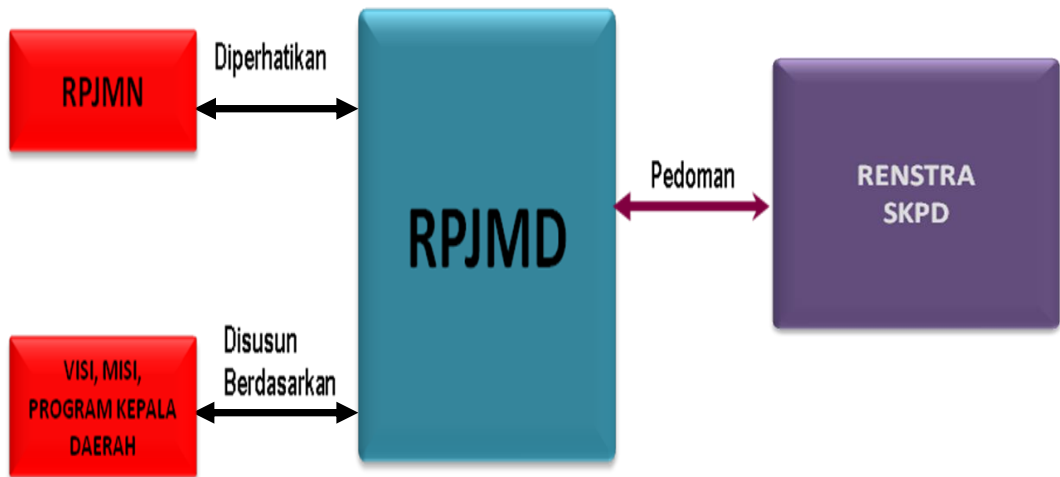 RPJMN
Diperhatikan
RPJMD
Pedoman
RENSTRA
SKPD
Disusun
Berdasarkan
VISI, MISI,
PROGRAM KEPALA
DAERAH